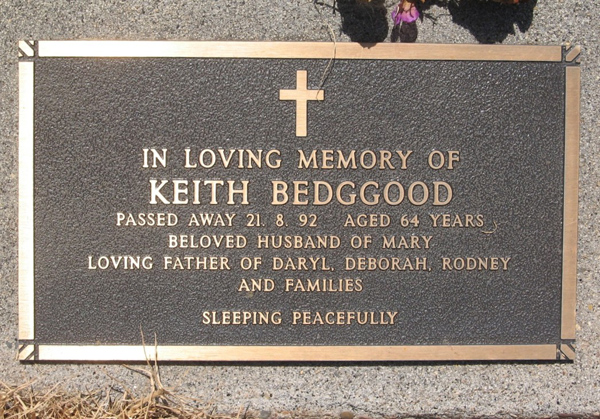 IN LOVING MEMORY OF
KEITH BEDGGOOD
PASSED AWAY 21. 8. 92 AGED 64 YEARS
BELOVED HUSBAND OF MARY
LOVING FATHER OF DARYL, DEBORAH, RODNEY
AND FAMILIES
SLEEPING PEACEFULLY